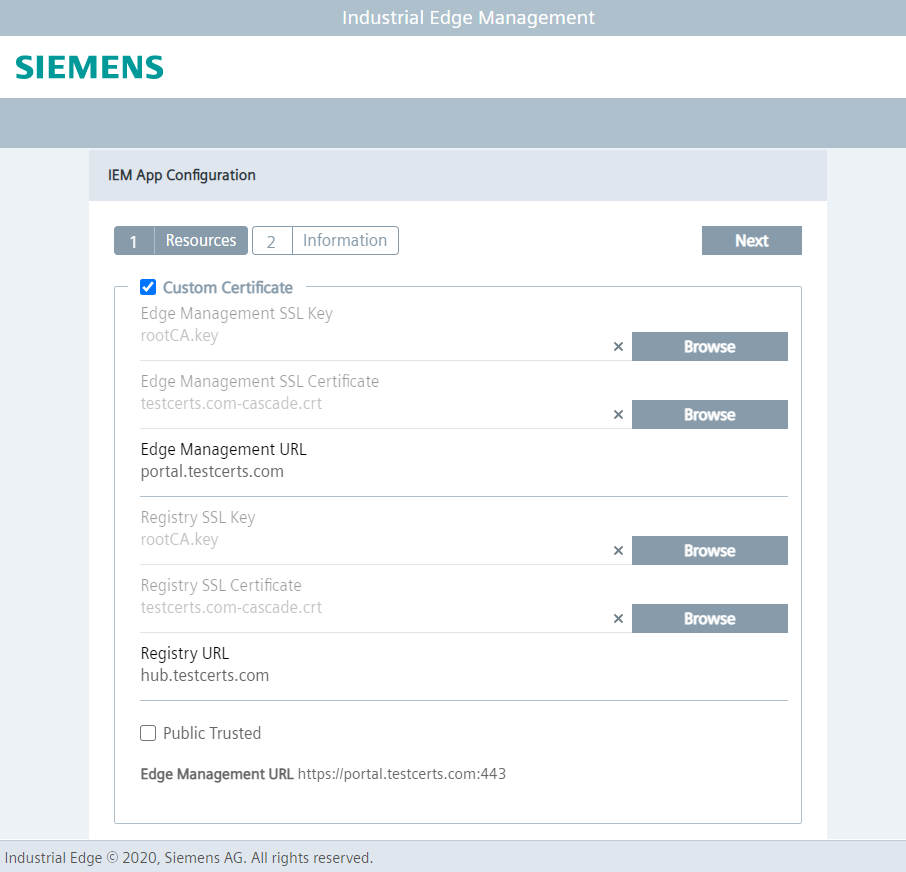 Industrial Edge Management
SIEMENS
IEM App Configuration
1 Resources 2 Information Next
Custom Certificate
Edge Management SSL Key
rootCA.key
× Browse
Edge Management SSL Certificate
testcerts.com-cascade.crt
× Browse
Edge Management URL
portal.testcerts.com
Registry SSL Key
rootCA.key
× Browse
Registry SSL Certificate
testcerts.com-cascade.crt
× Browse
Registry URL
hub.testcerts.com
Public Trusted
Edge Management URL https://portal.testcerts.com:443
Industrial Edge © 2020, Siemens AG. All rights reserved.